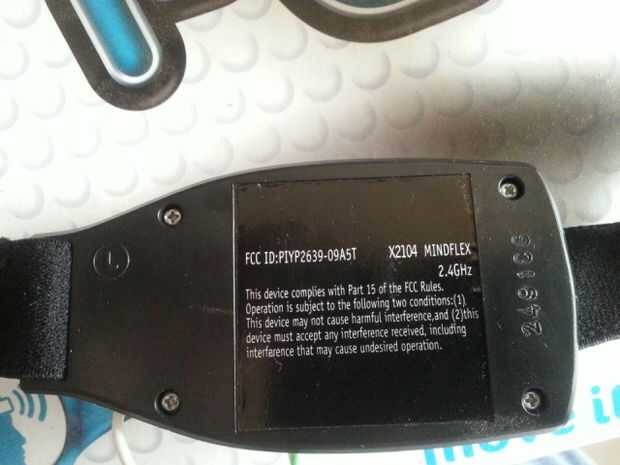 FCC ID:PIYP2639-09A5T X2104 MINDFLEX
2.4GHz
This device complies with Part 15 of the FCC Rules.
Operation is subject to the following two conditions:(1)
This device may not cause harmful interference,and (2)this
device must accept any interference received, including
interference that may cause undesired operation.
L
move i